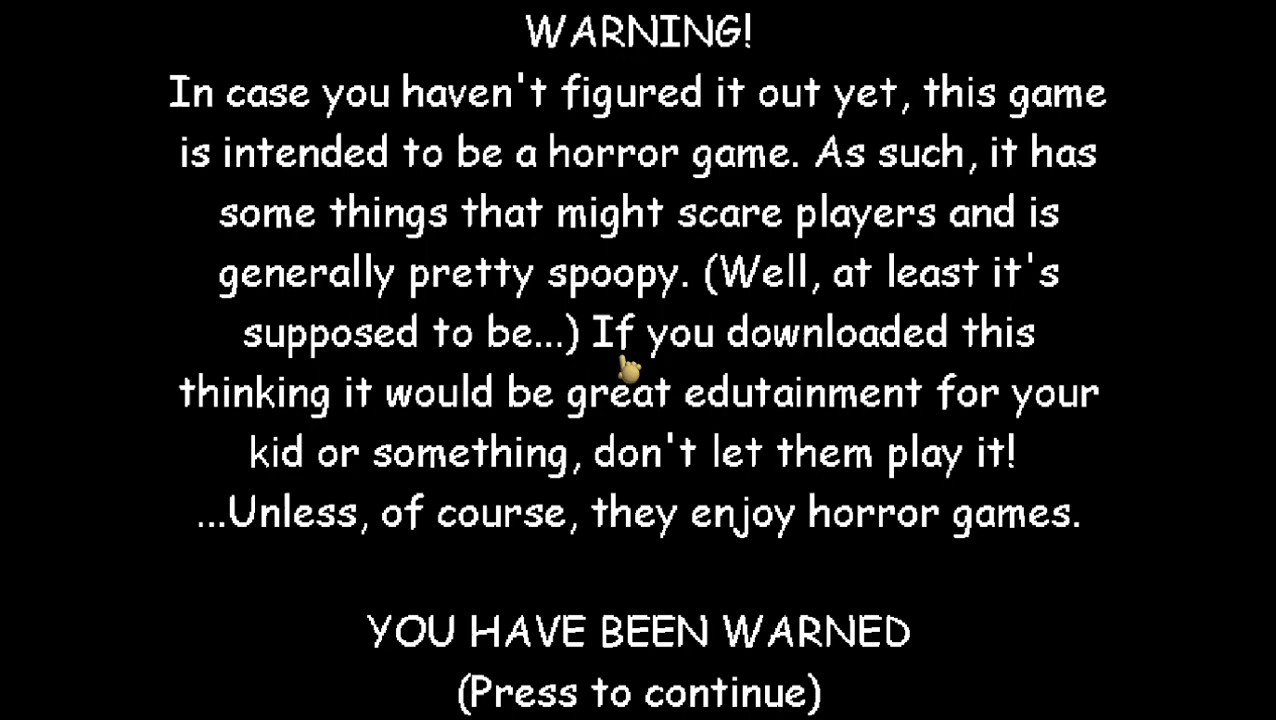 WARNING!
In case you haven't figured it out yet, this game
is intended to be a horror game. As such, it has
some things that might scare players and is
generally pretty spoopy. (Well, at least it's
supposed to be...) If you downloaded this
thinking it would be great edutainment for your
kid or something, don't let them play it!
...Unless, of course, they enjoy horror games.
YOU HAVE BEEN WARNED
(Press to continue)